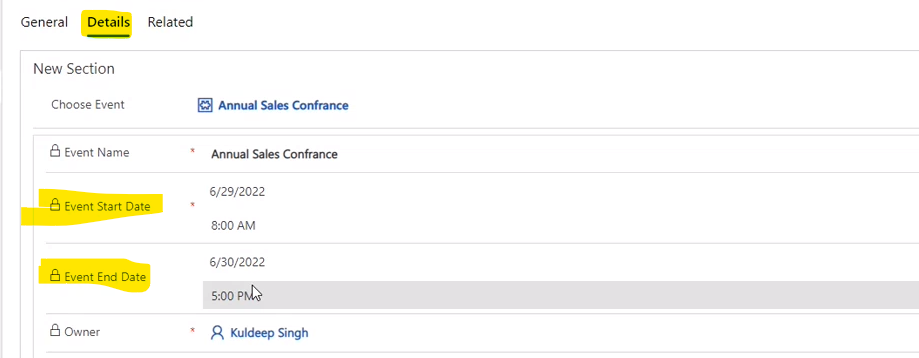 General Details Related
New Section
Choose Event Annual Sales Confrance
Event Name * Annual Sales Confrance
6/29/2022
Event Start Date *
8:00 AM
6/30/2022
Event End Date
5:00 PM
Owner * Kuldeep Singh